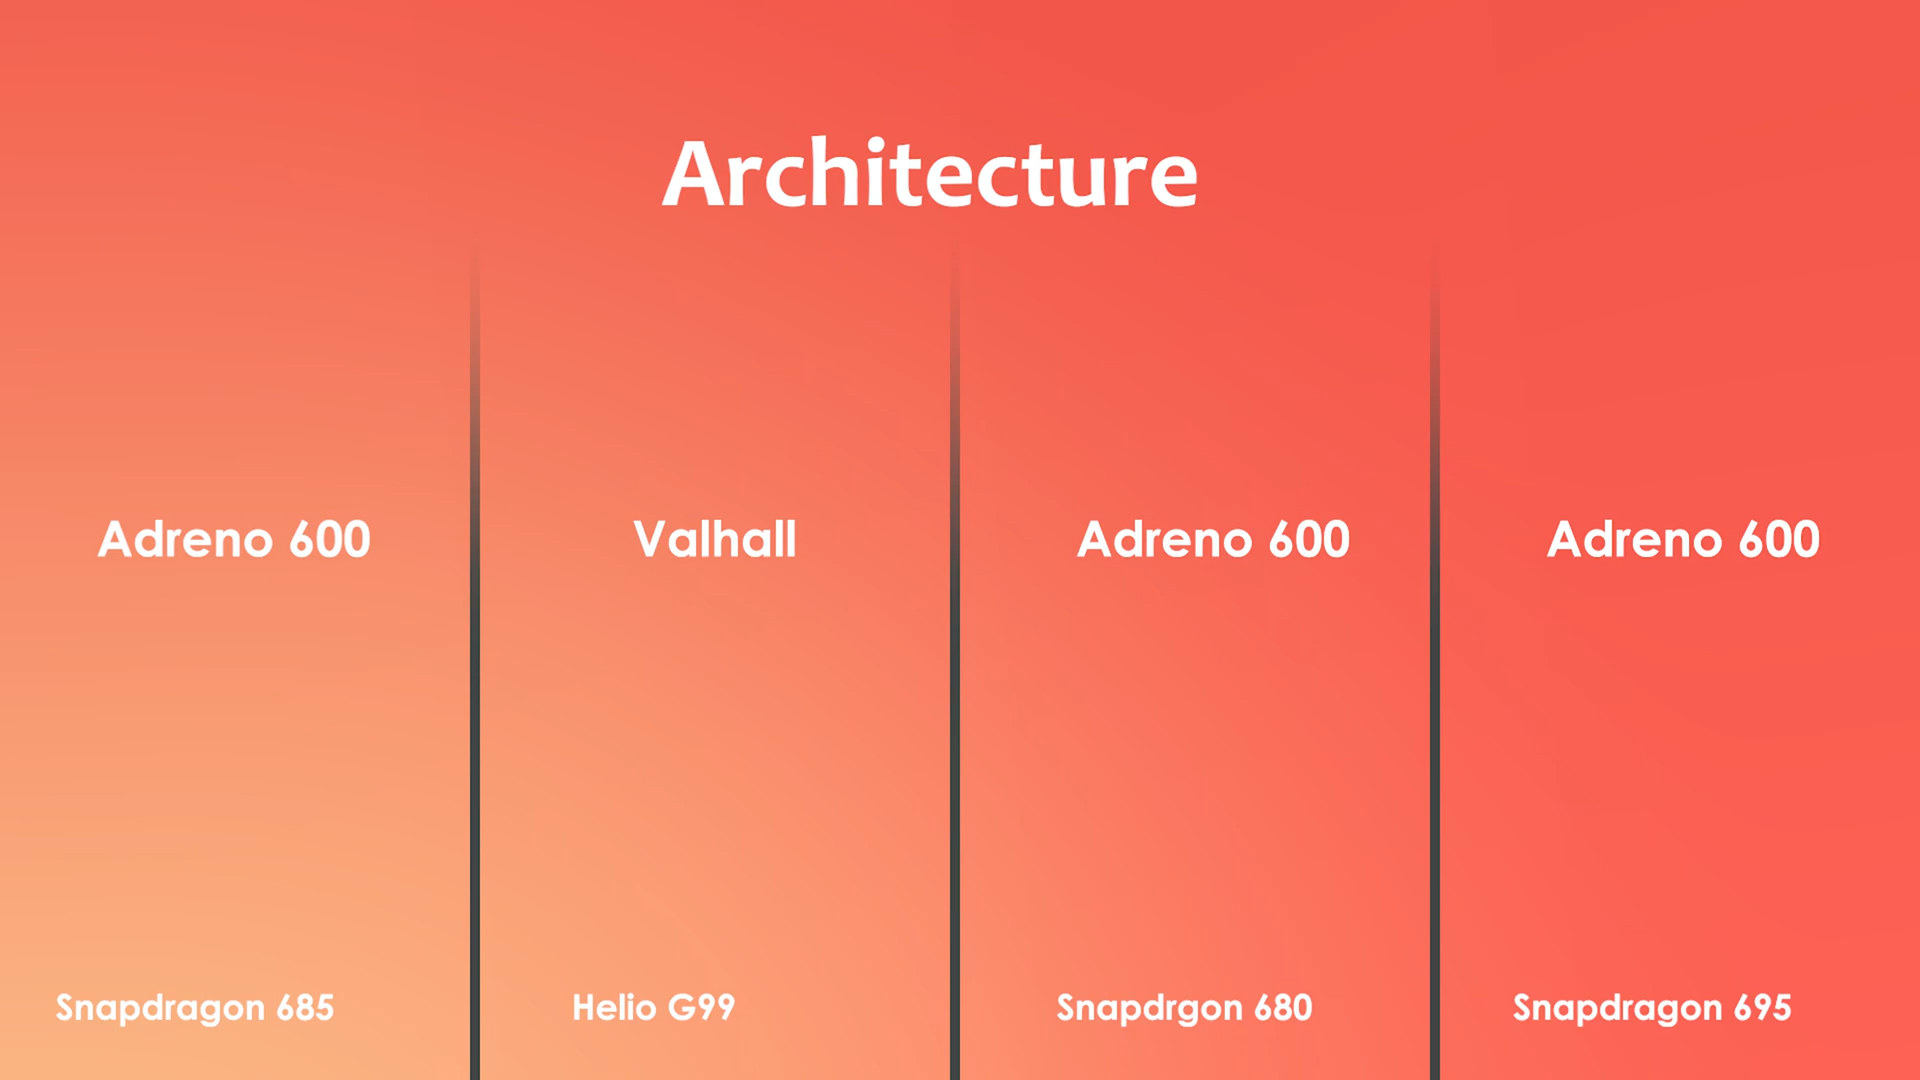 Architecture
Adreno 600
Valhall
Adreno 600
Adreno 600
Snapdragon 685
Helio G99
Snapdrgon 680
Snapdragon 695